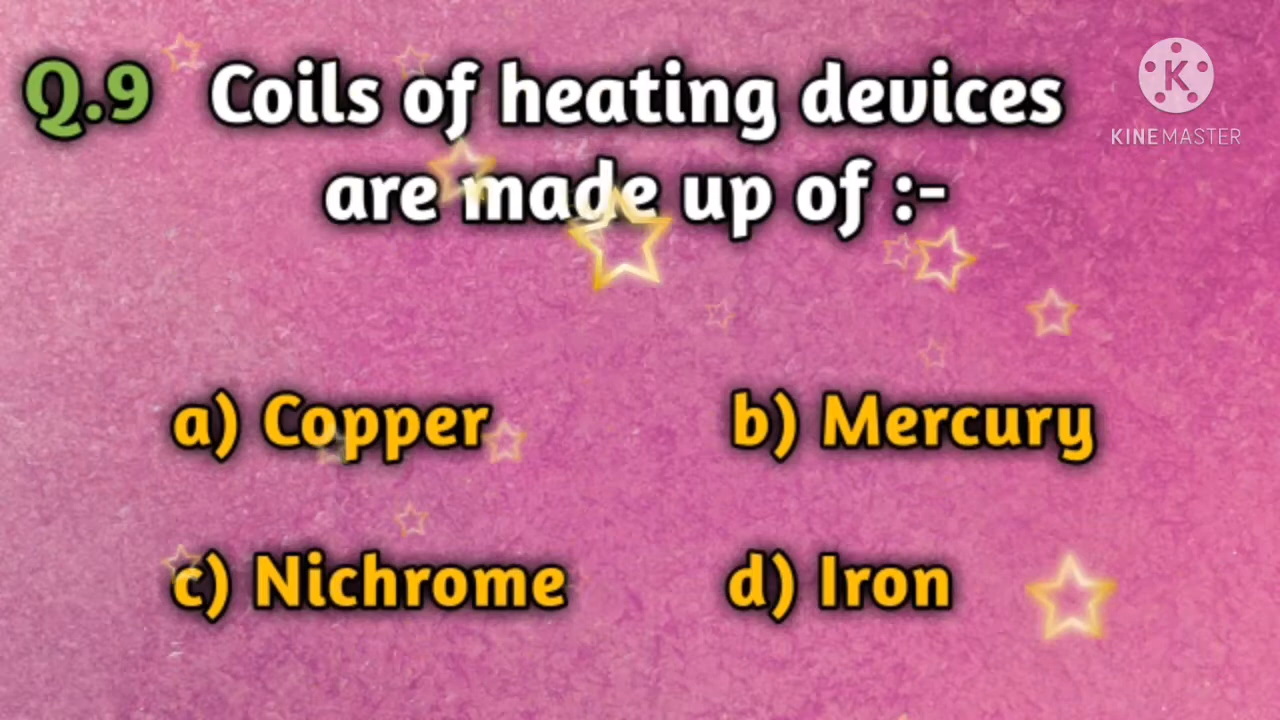 Q.9 Coils of heating devices
are made up of :-
a) Copper b) Mercury
c) Nichrome d) Iron
K
KINEMASTER